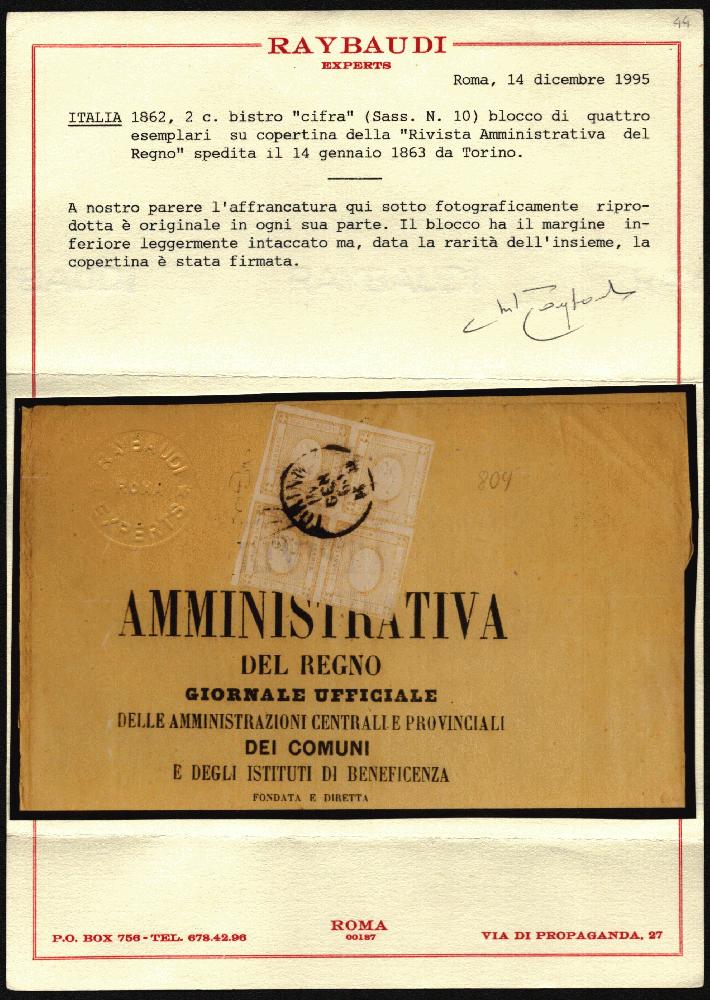 44
RAYBAUDI
EXPERTS
Roma, 14 dicembre 1995
ITALIA 1862, 2 c. bistro "cifra" (Sass. N. 10) blocco di quattro
esemplari su copertina della "Rivista Amministrativa del
Regno" spedita il 14 gennaio 1863 da Torino.
A nostro parere l'affrancatura qui sotto fotograficamente ripro-
dotta è originale in ogni sua parte. Il blocco ha il margine in-
feriore leggermente intaccato ma, data la rarità dell'insieme, la
copertina è stata firmata.
RAYBAUDI
ROMA
EXPERTS
TORINO
804
AMMINISTRATIVA
DEL REGNO
GIORNALE UFFICIALE
DELLE AMMINISTRAZIONI CENTRALI E PROVINCIALI
DEI COMUNI
E DEGLI ISTITUTI DI BENEFICENZA
FONDATA E DIRETTA
P.O. BOX 756 - TEL. 678.42.96
ROMA
00187
VIA DI PROPAGANDA, 27